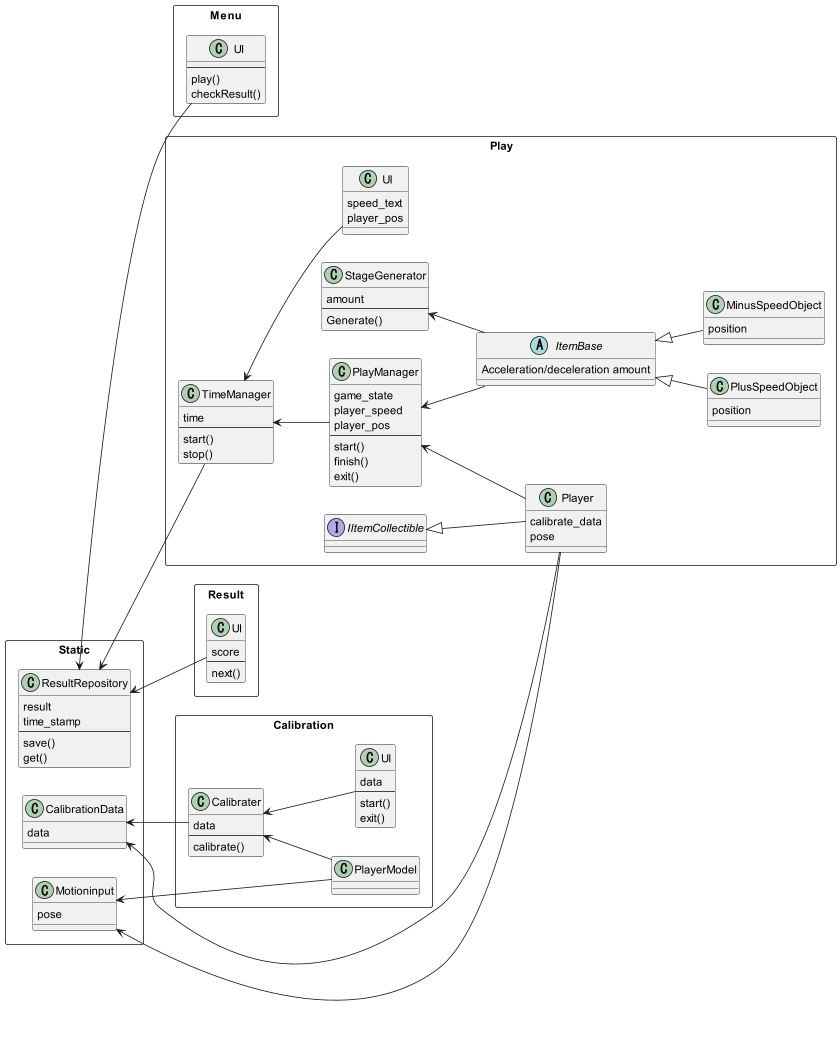 Menu
C UI
play()
checkResult()
Play
C UI
speed_text
player_pos
C StageGenerator
amount
Generate()
C MinusSpeedObject
position
A ItemBase
Acceleration/deceleration amount
C PlayManager
game_state
player_speed
player_pos
start()
finish()
exit()
C PlusSpeedObject
position
C TimeManager
time
start()
stop()
C Player
calibrate_data
pose
I IItemCollectible
Result
C UI
score
next()
Static
C ResultRepository
result
time_stamp
save()
get()
Calibration
C UI
data
start()
exit()
C Calibrater
data
calibrate()
C CalibrationData
data
C PlayerModel
C Motioninput
pose